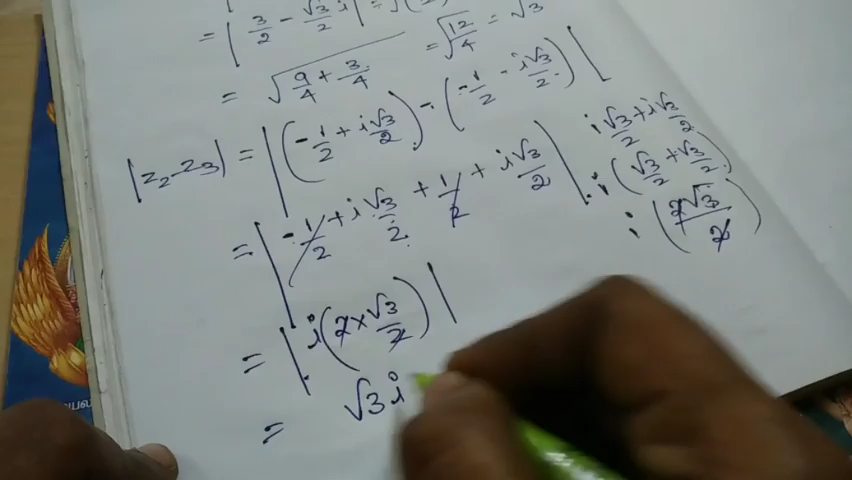 = | 3/2 - √3/2 i | =
= √(9/4 + 3/4) = √(12/4) = √3
|z₂-z₃| = | (-1/2 + i√3/2) - (-1/2 - i√3/2) |
= | -1/2 + i√3/2 + 1/2 + i√3/2 |
i√3/2 + i√3/2
i (√3/2 + √3/2)
i (2√3/2)
= | i (2 × √3/2) |
= √3 i